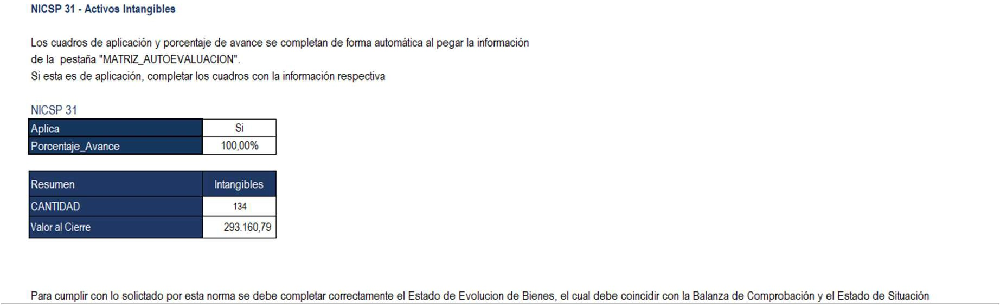 NICSP 31 - Activos Intangibles
Los cuadros de aplicación y porcentaje de avance se completan de forma automática al pegar la información
de la pestaña "MATRIZ_AUTOEVALUACION".
Si esta es de aplicación, completar los cuadros con la información respectiva
NICSP 31
Aplica Si
Porcentaje_Avance 100,00%
Resumen Intangibles
CANTIDAD 134
Valor al Cierre 293.160,79
Para cumplir con lo solictado por esta norma se debe completar correctamente el Estado de Evolucion de Bienes, el cual debe coincidir con la Balanza de Comprobación y el Estado de Situación